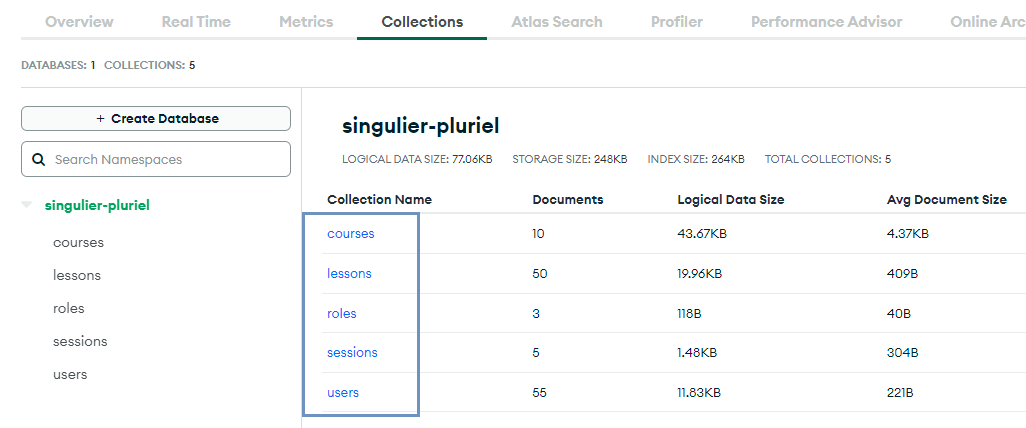 Overview Real Time Metrics Collections Atlas Search Profiler Performance Advisor Online Arc
DATABASES: 1 COLLECTIONS: 5
+ Create Database
Search Namespaces
singulier-pluriel
courses
lessons
roles
sessions
users
singulier-pluriel
LOGICAL DATA SIZE: 77.06KB STORAGE SIZE: 248KB INDEX SIZE: 264KB TOTAL COLLECTIONS: 5
Collection Name Documents Logical Data Size Avg Document Size
courses 10 43.67KB 4.37KB
lessons 50 19.96KB 409B
roles 3 118B 40B
sessions 5 1.48KB 304B
users 55 11.83KB 221B